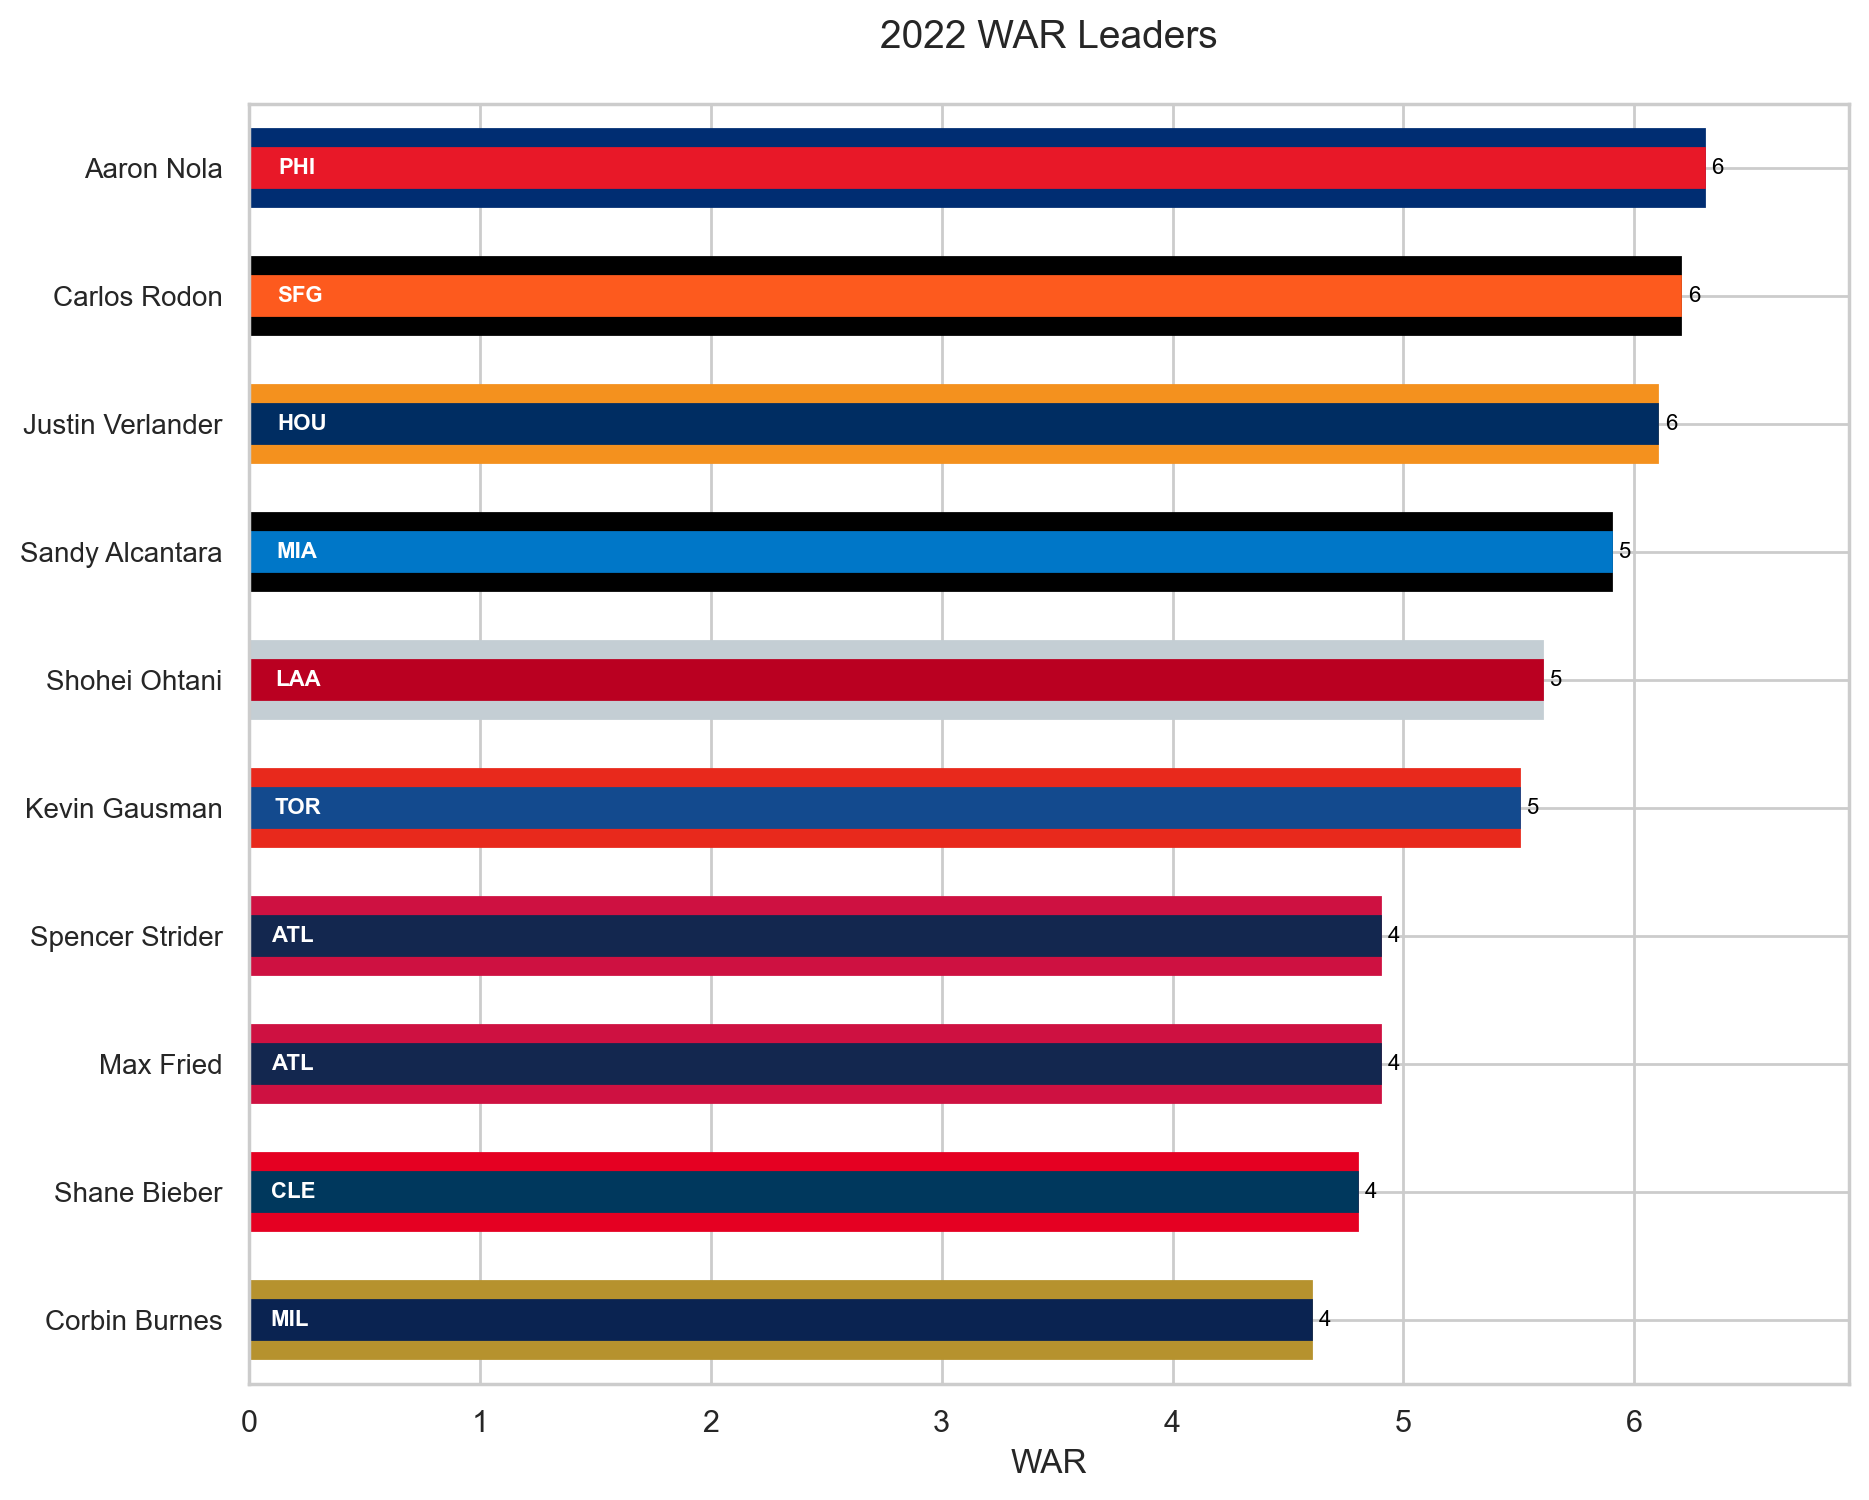 2022 WAR Leaders
Aaron Nola PHI 6
Carlos Rodon SFG 6
Justin Verlander HOU 6
Sandy Alcantara MIA 5
Shohei Ohtani LAA 5
Kevin Gausman TOR 5
Spencer Strider ATL 4
Max Fried ATL 4
Shane Bieber CLE 4
Corbin Burnes MIL 4
0 1 2 3 4 5 6
WAR